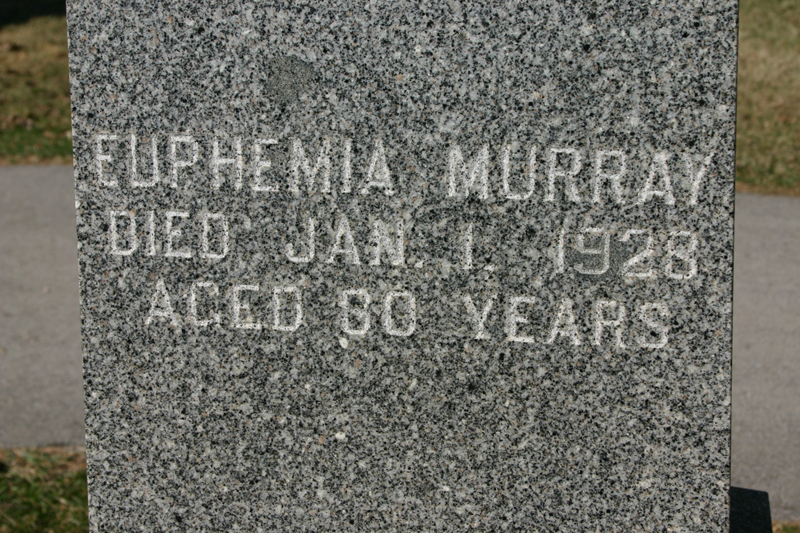 EUPHEMIA MURRAY
DIED JAN. 1, 1928
AGED 80 YEARS